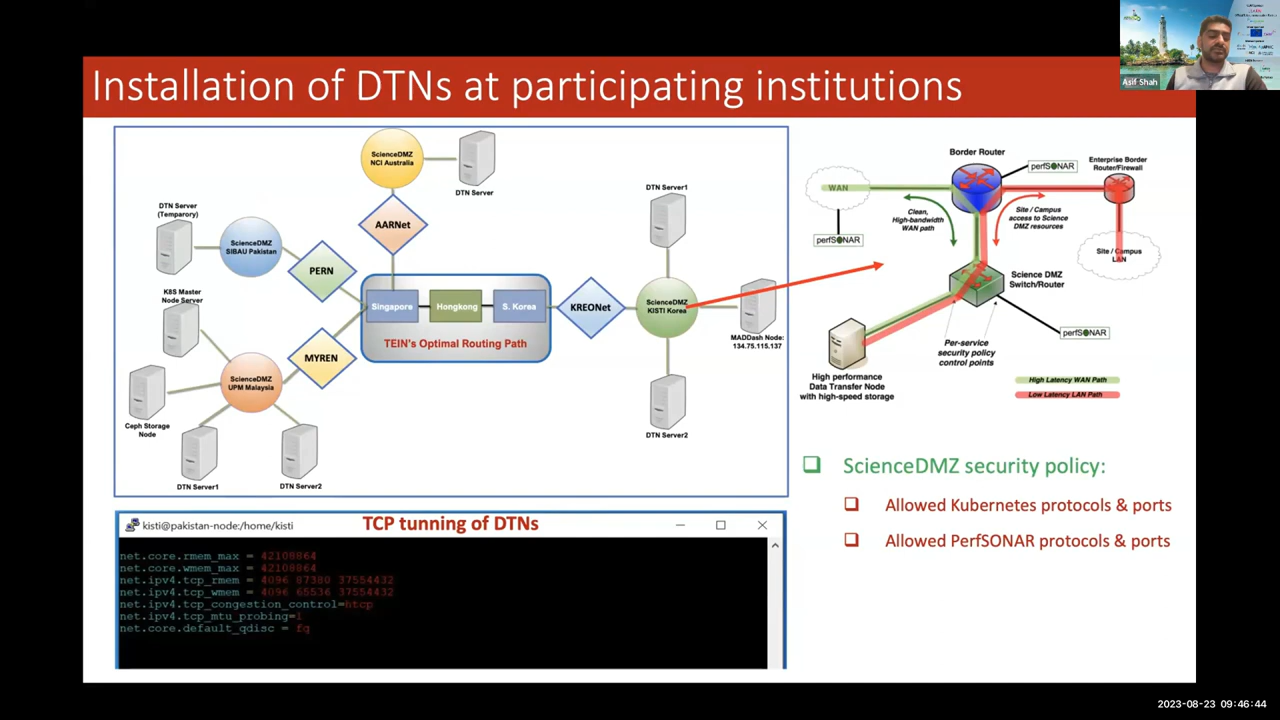 Asif Shah
Installation of DTNs at participating institutions
ScienceDMZ
NCI Australia
DTN Server
AARNet
DTN Server
(Temparory)
ScienceDMZ
SIBAU Pakistan
PERN
K8S Master
Node Server
MYREN
ScienceDMZ
UPM Malaysia
Ceph Storage
Node
DTN Server1
DTN Server2
Singapore
Hongkong
S. Korea
TEIN's Optimal Routing Path
KREONet
DTN Server1
ScienceDMZ
KISTI Korea
MADDash Node:
134.75.115.137
DTN Server2
Border Router
perfSONAR
Enterprise Border
Router/Firewall
WAN
Clean,
High-bandwidth
WAN path
Site / Campus
access to Science
DMZ resources
perfSONAR
Site / Campus
LAN
Science DMZ
Switch/Router
perfSONAR
Per-service
security policy
control points
High performance
Data Transfer Node
with high-speed storage
High Latency WAN Path
Low Latency LAN Path
ScienceDMZ security policy:
Allowed Kubernetes protocols & ports
Allowed PerfSONAR protocols & ports
kisti@pakistan-node:/home/kisti
TCP tunning of DTNs
net.core.rmem_max = 42108864
net.core.wmem_max = 42108864
net.ipv4.tcp_rmem = 4096 87380 37554432
net.ipv4.tcp_wmem = 4096 65536 37554432
net.ipv4.tcp_congestion_control=htcp
net.ipv4.tcp_mtu_probing=1
net.core.default_qdisc = fq
2023-08-23 09:46:44